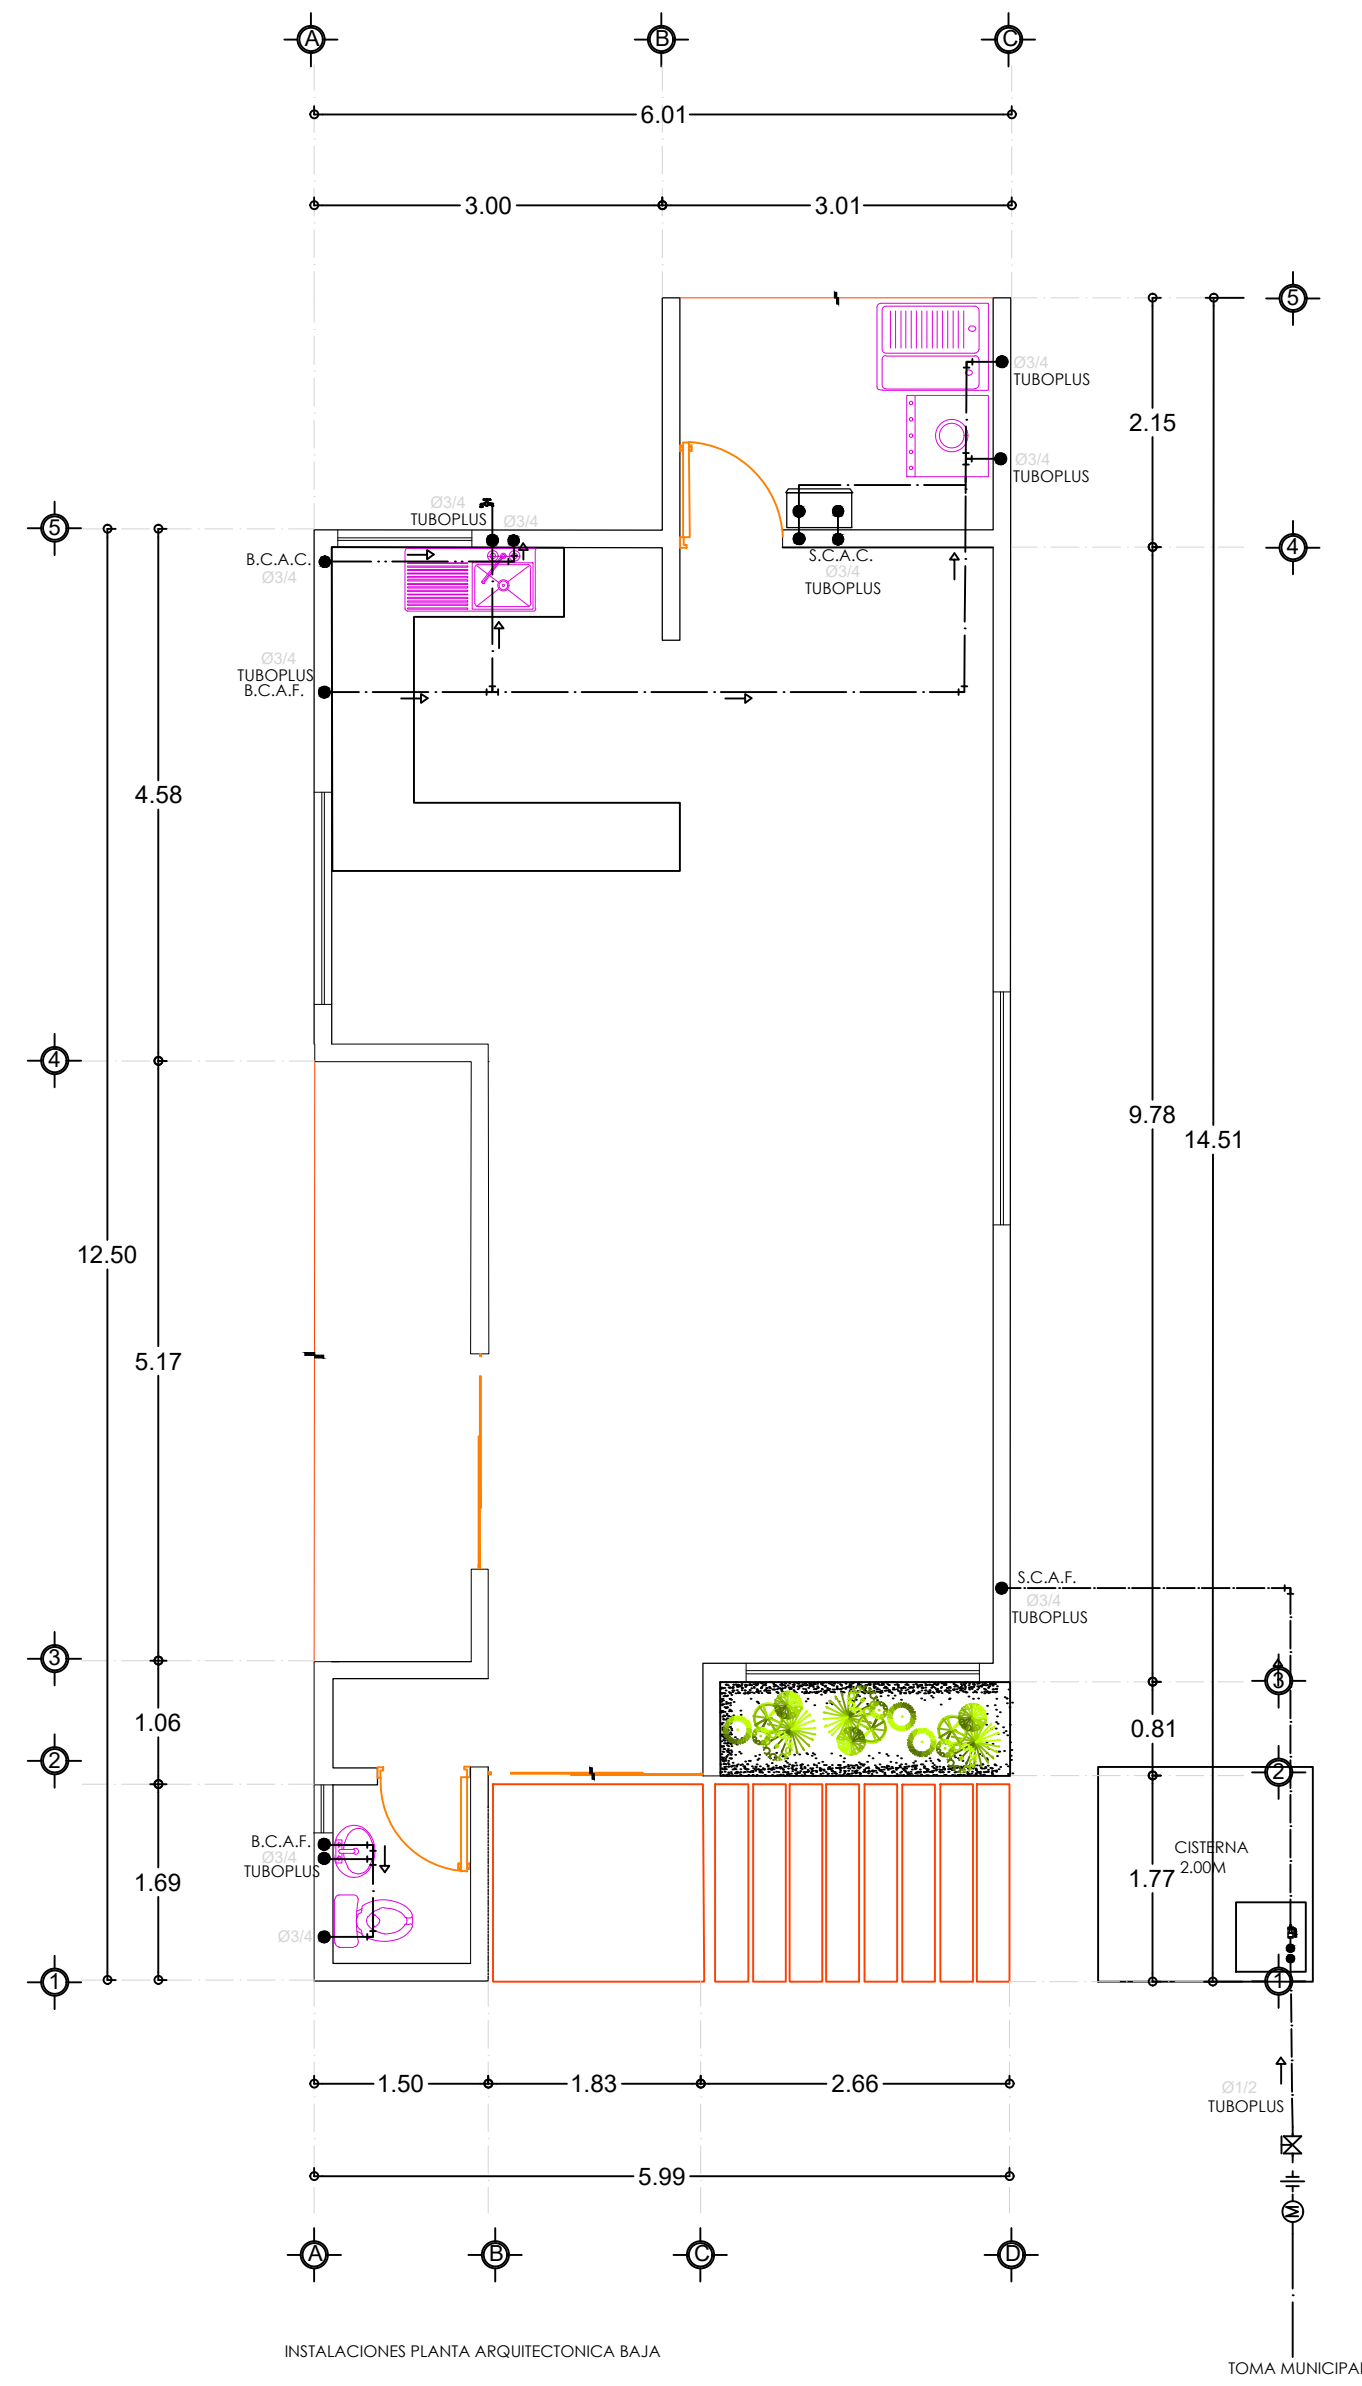 A
B
C
6.01
3.00
3.01
5
Ø3/4
TUBOPLUS
2.15
Ø3/4
TUBOPLUS
Ø3/4
TUBOPLUS
Ø3/4
5
4
B.C.A.C.
Ø3/4
S.C.A.C.
Ø3/4
TUBOPLUS
Ø3/4
TUBOPLUS
B.C.A.F.
4.58
4
9.78
14.51
12.50
5.17
S.C.A.F.
Ø3/4
TUBOPLUS
3
3
1.06
0.81
2
2
B.C.A.F.
Ø3/4
TUBOPLUS
CISTERNA
2.00M
1.69
1.77
Ø3/4
1
1
1.50
1.83
2.66
Ø1/2
TUBOPLUS
5.99
M
A
B
C
D
INSTALACIONES PLANTA ARQUITECTONICA BAJA
TOMA MUNICIPAL